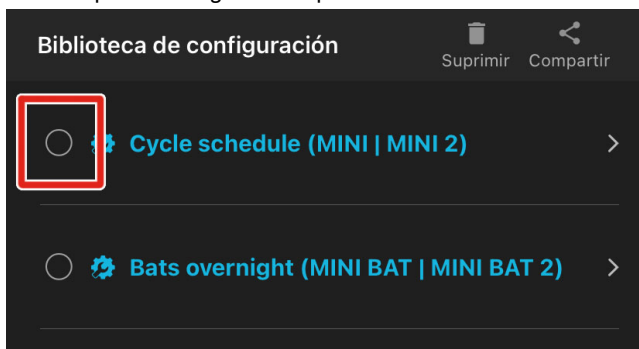 Biblioteca de configuración
Suprimir Compartir
Cycle schedule (MINI | MINI 2)
Bats overnight (MINI BAT | MINI BAT 2)